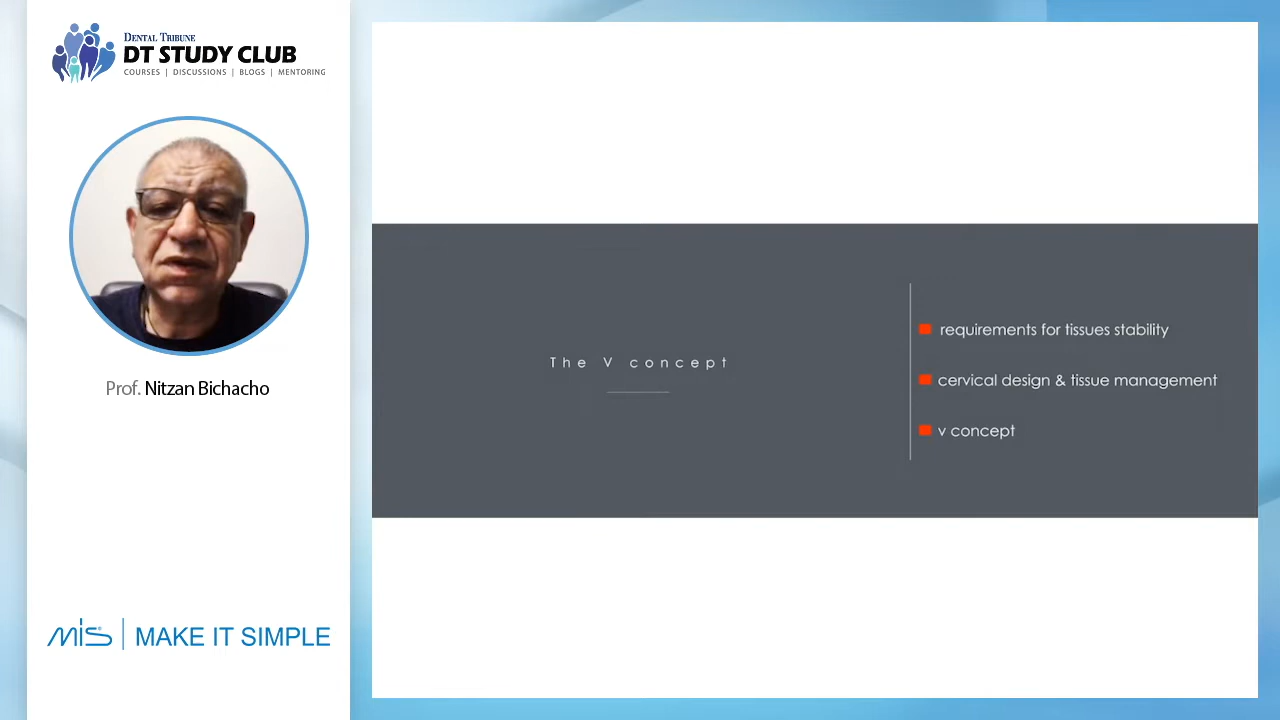 DENTAL TRIBUNE
DT STUDY CLUB
COURSES | DISCUSSIONS | BLOGS | MENTORING
Prof. Nitzan Bichacho
mis® | MAKE IT SIMPLE
The V concept
requirements for tissues stability
cervical design & tissue management
v concept